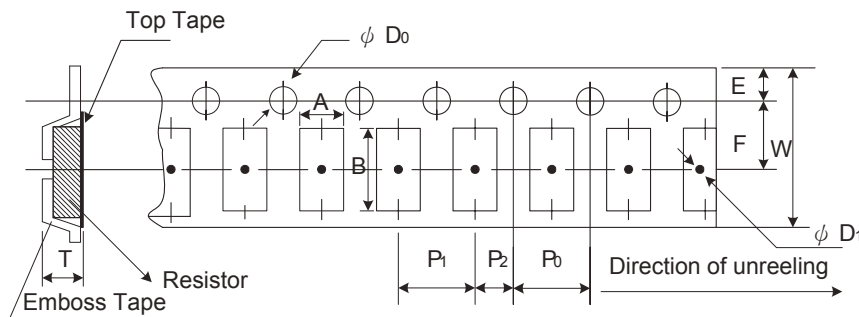 Top Tape
ψ D₀
A
E
B
F
W
ψ D₁
T
Resistor
P₁
P₂
P₀
Direction of unreeling
Emboss Tape